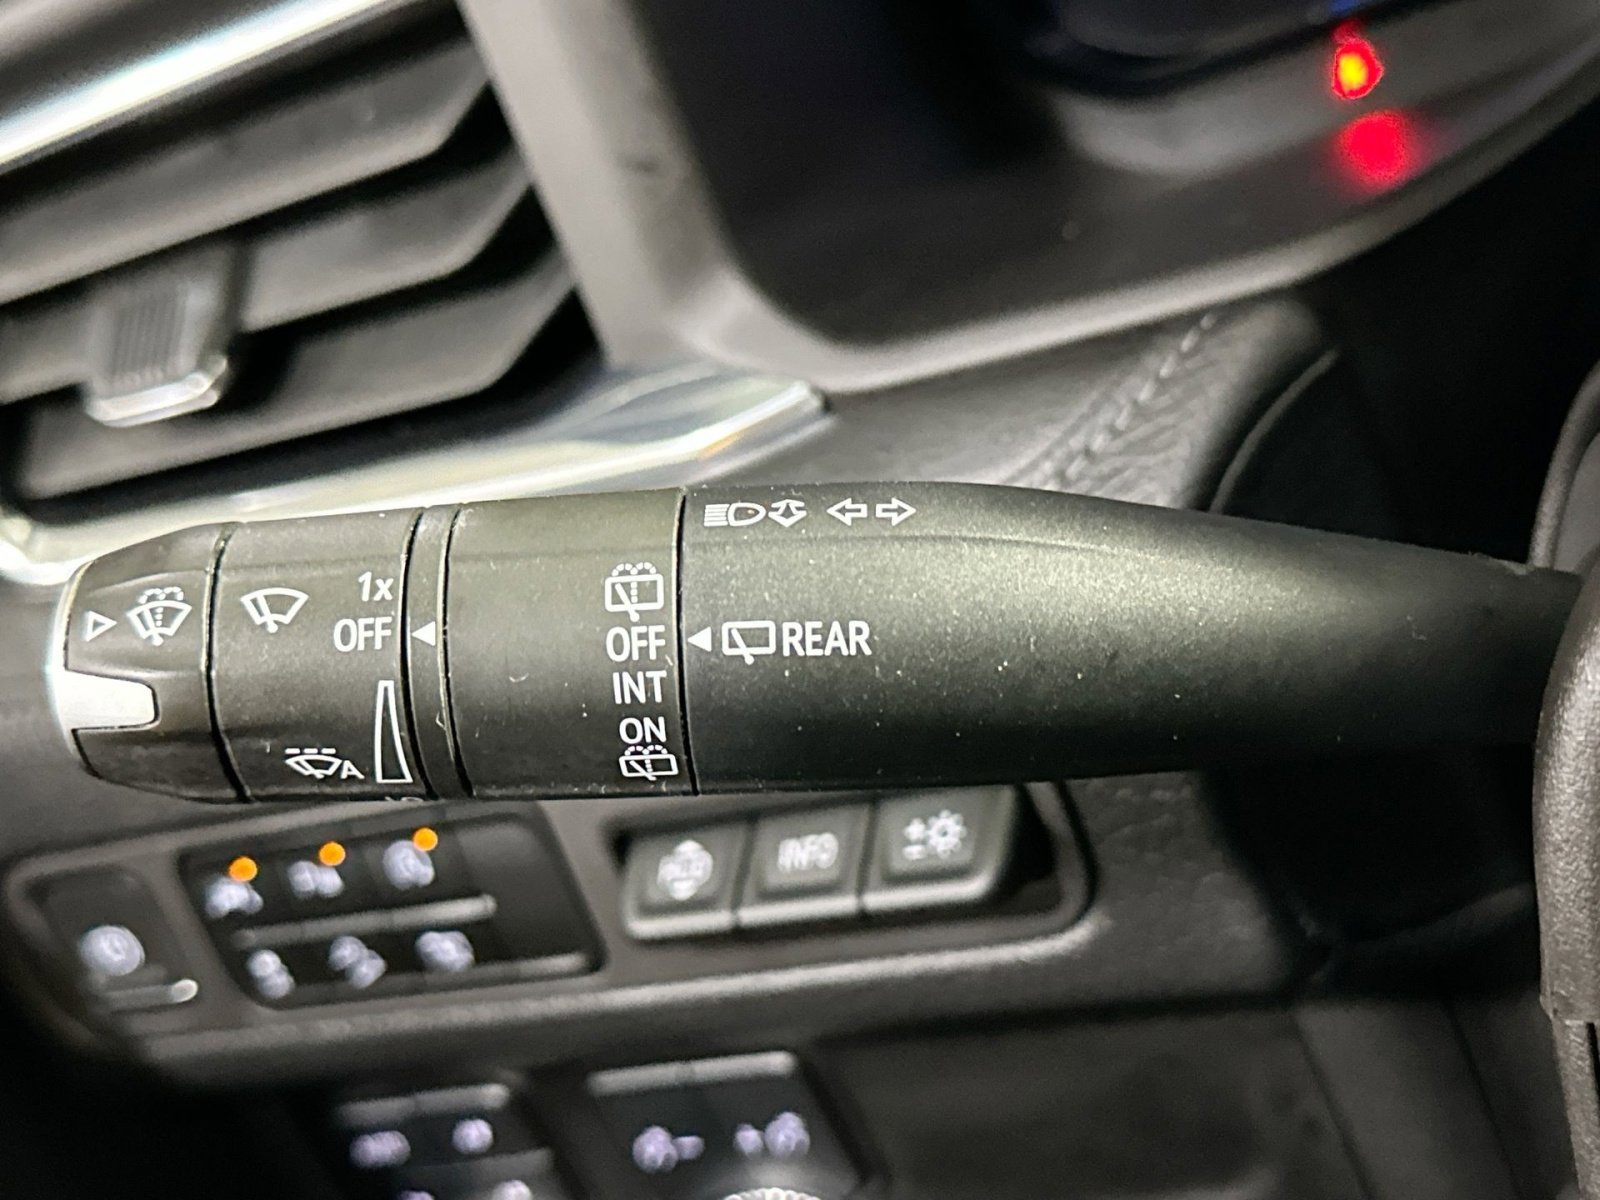 1x
OFF
A
OFF
INT
ON
REAR
INFO